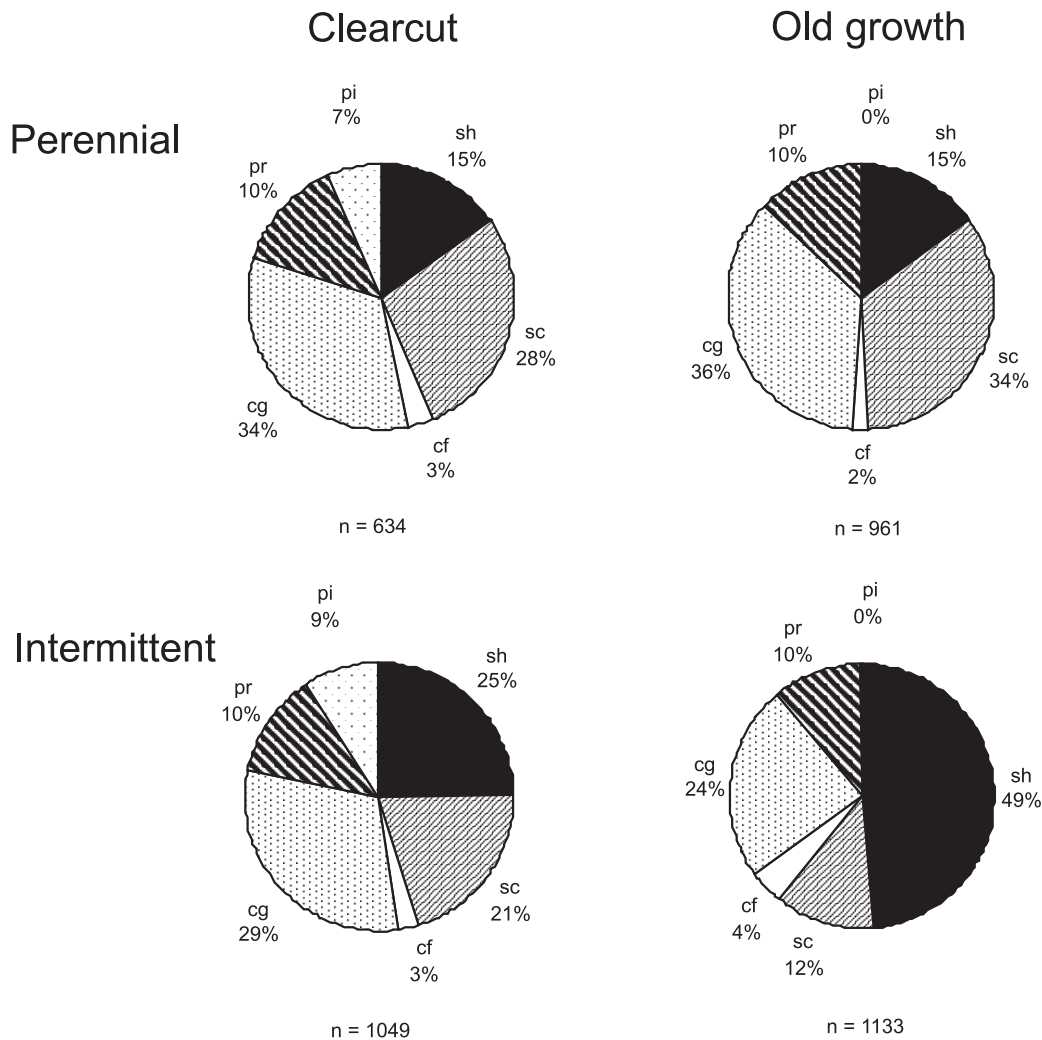 Clearcut
Old growth
Perennial
pi
7%
sh
15%
pr
10%
sc
28%
cg
34%
cf
3%
n = 634
pi
0%
sh
15%
pr
10%
cg
36%
sc
34%
cf
2%
n = 961
Intermittent
pi
9%
sh
25%
pr
10%
sc
21%
cg
29%
cf
3%
n = 1049
pi
0%
pr
10%
cg
24%
sh
49%
cf
4%
sc
12%
n = 1133